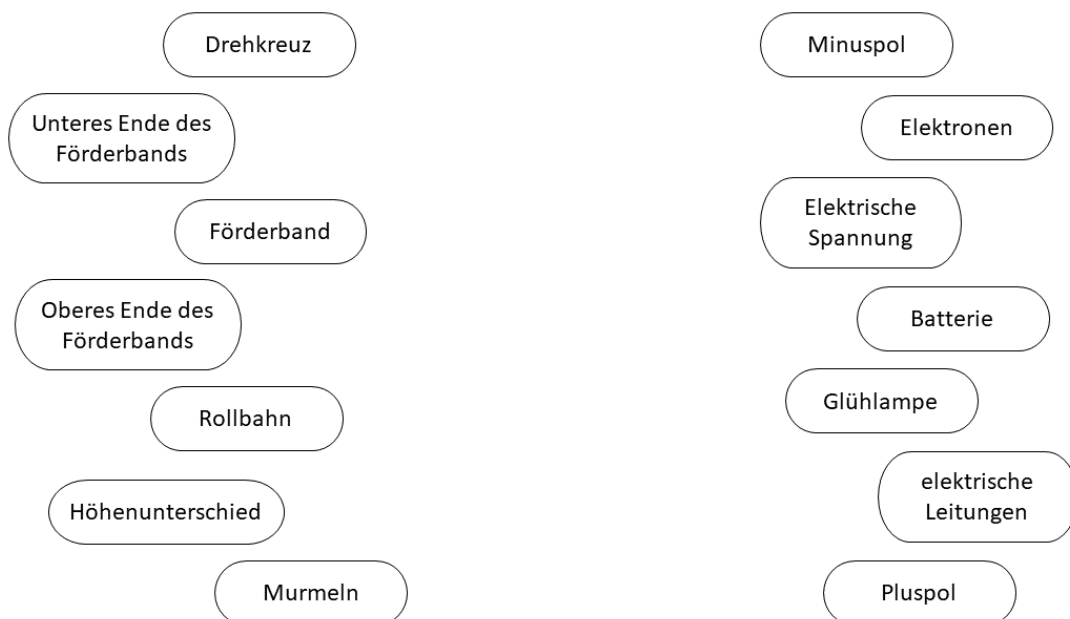 Drehkreuz
Unteres Ende des
Förderbands
Förderband
Oberes Ende des
Förderbands
Rollbahn
Höhenunterschied
Murmeln
Minuspol
Elektronen
Elektrische
Spannung
Batterie
Glühlampe
elektrische
Leitungen
Pluspol